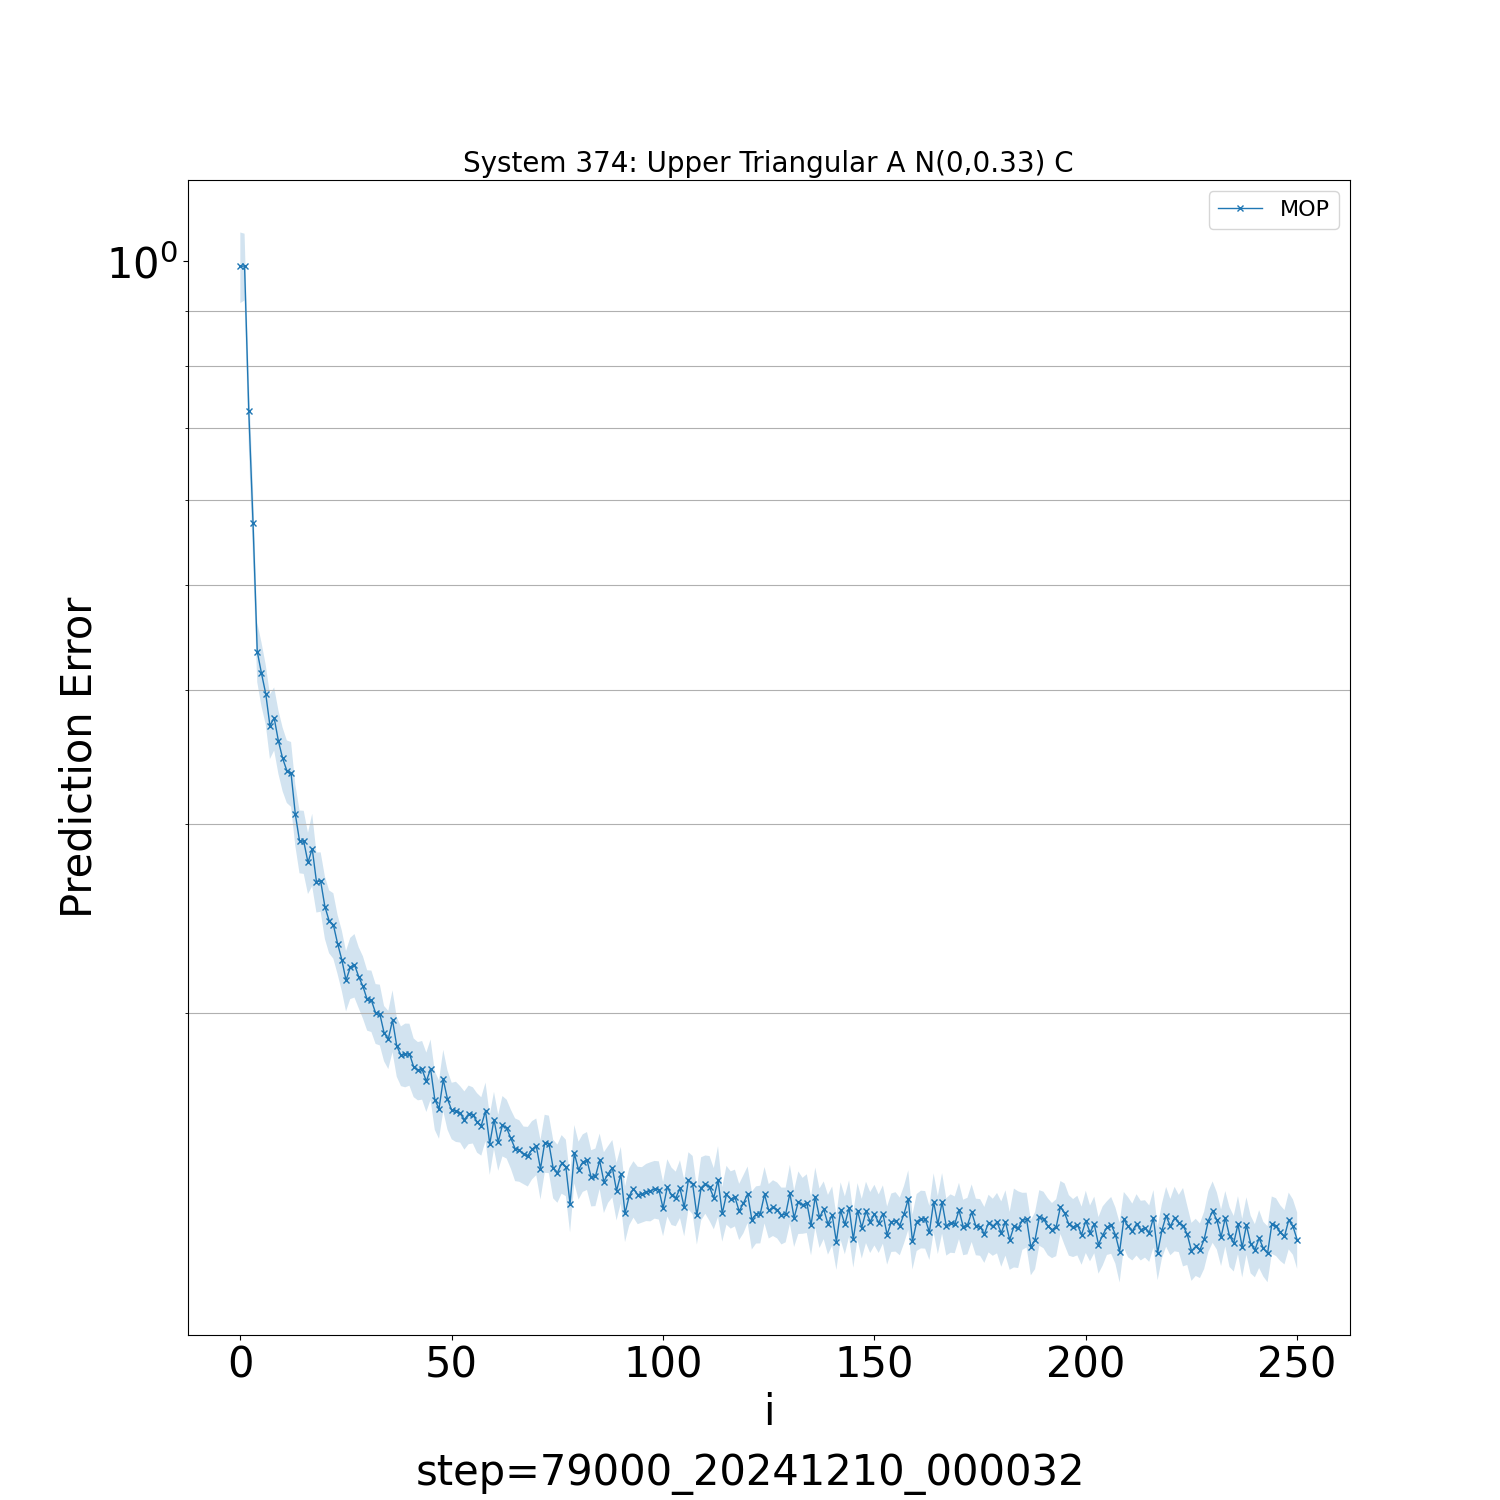 System 374: Upper Triangular A N(0,0.33) C
MOP
10⁰
Prediction Error
0 50 100 150 200 250
i
step=79000_20241210_000032